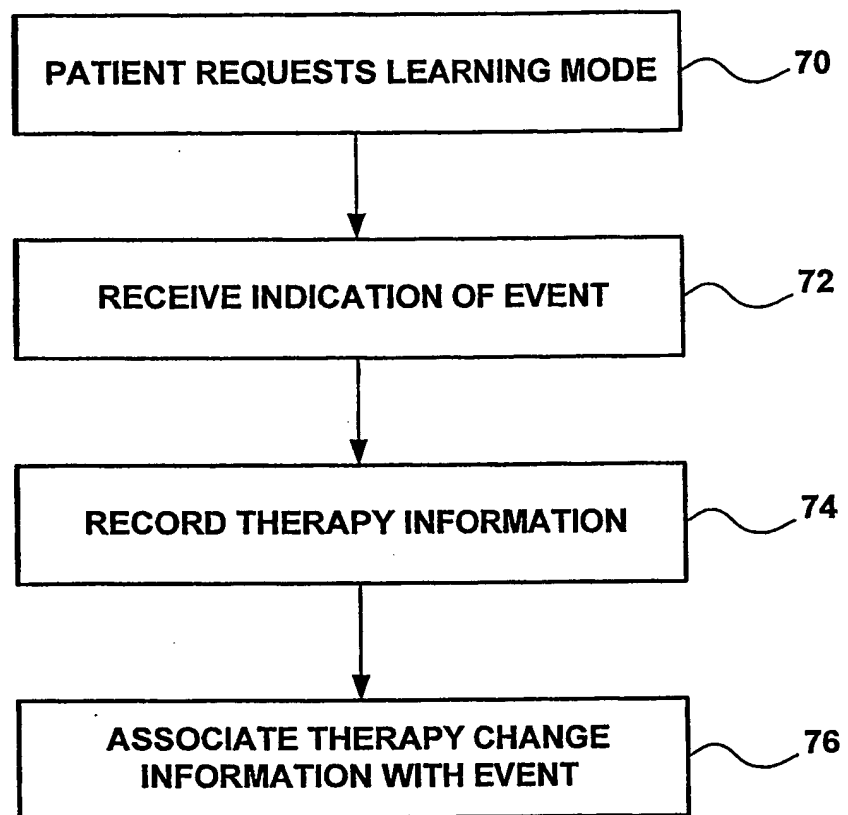 PATIENT REQUESTS LEARNING MODE
70
RECEIVE INDICATION OF EVENT
72
RECORD THERAPY INFORMATION
74
ASSOCIATE THERAPY CHANGE
INFORMATION WITH EVENT
76